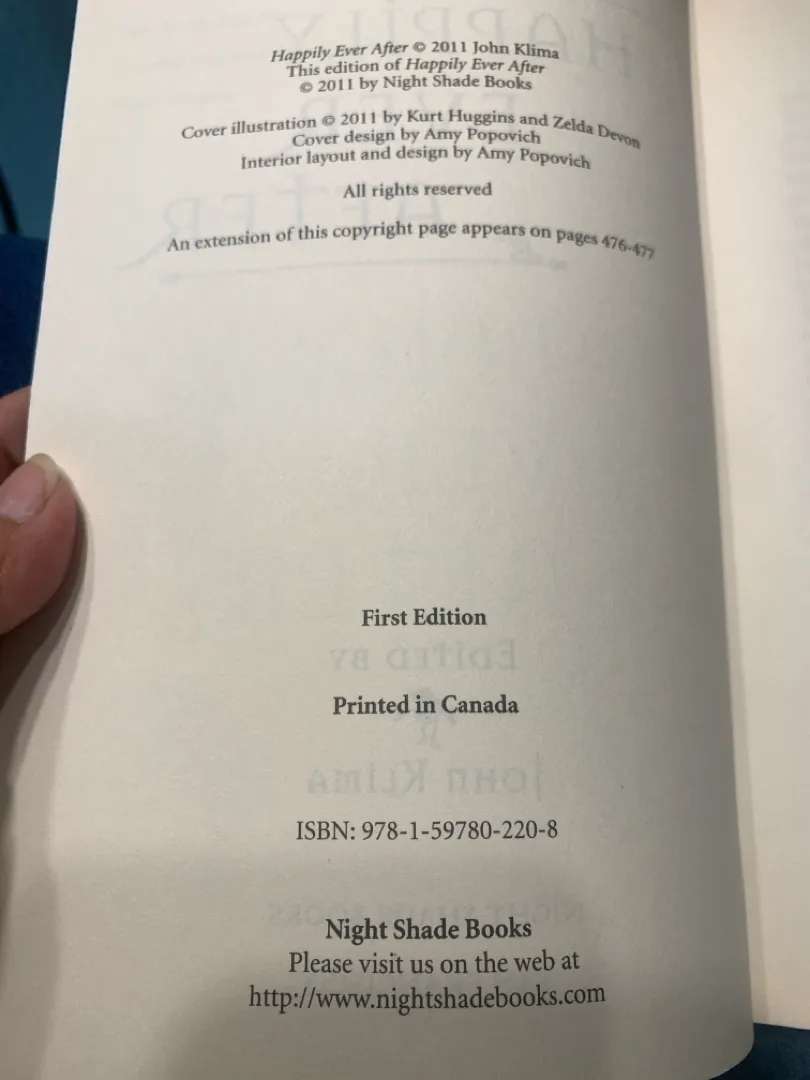 Happily Ever After © 2011 John Klima
This edition of Happily Ever After
© 2011 by Night Shade Books
Cover illustration © 2011 by Kurt Huggins and Zelda Devon
Cover design by Amy Popovich
Interior layout and design by Amy Popovich
All rights reserved
An extension of this copyright page appears on pages 476-477
First Edition
Printed in Canada
ISBN: 978-1-59780-220-8
Night Shade Books
Please visit us on the web at
http://www.nightshadebooks.com